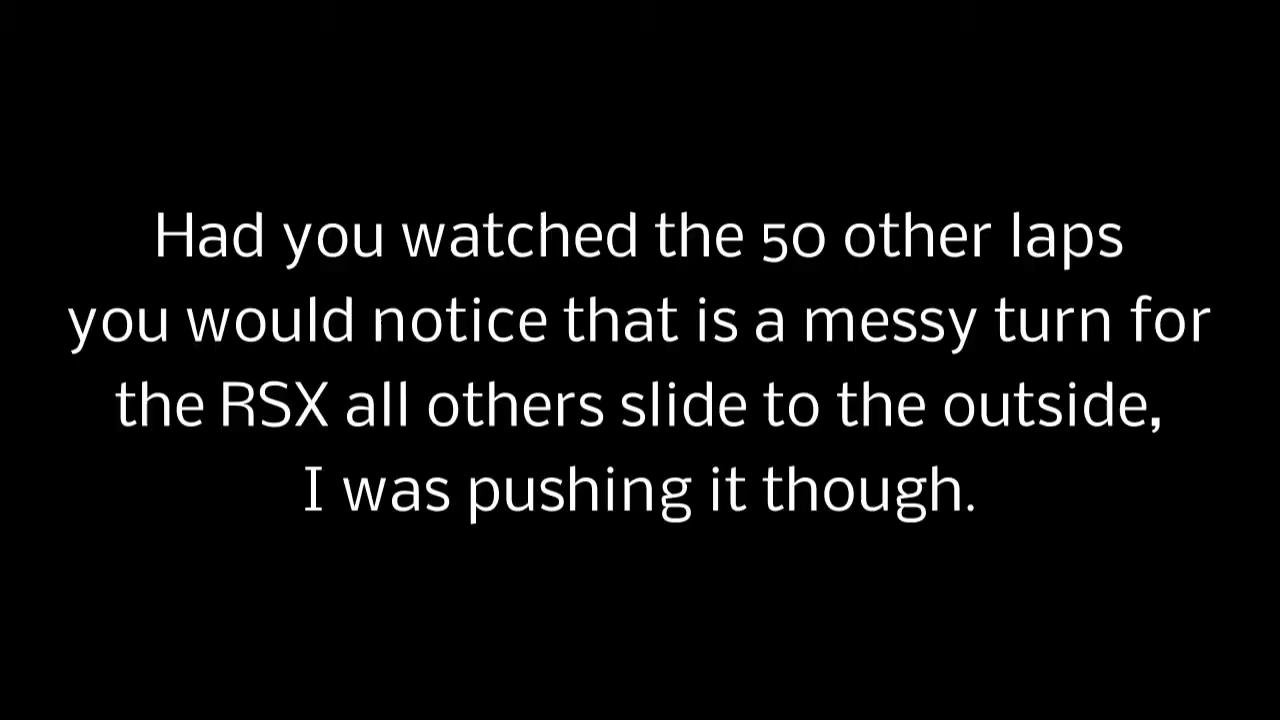 Had you watched the 50 other laps
you would notice that is a messy turn for
the RSX all others slide to the outside,
I was pushing it though.